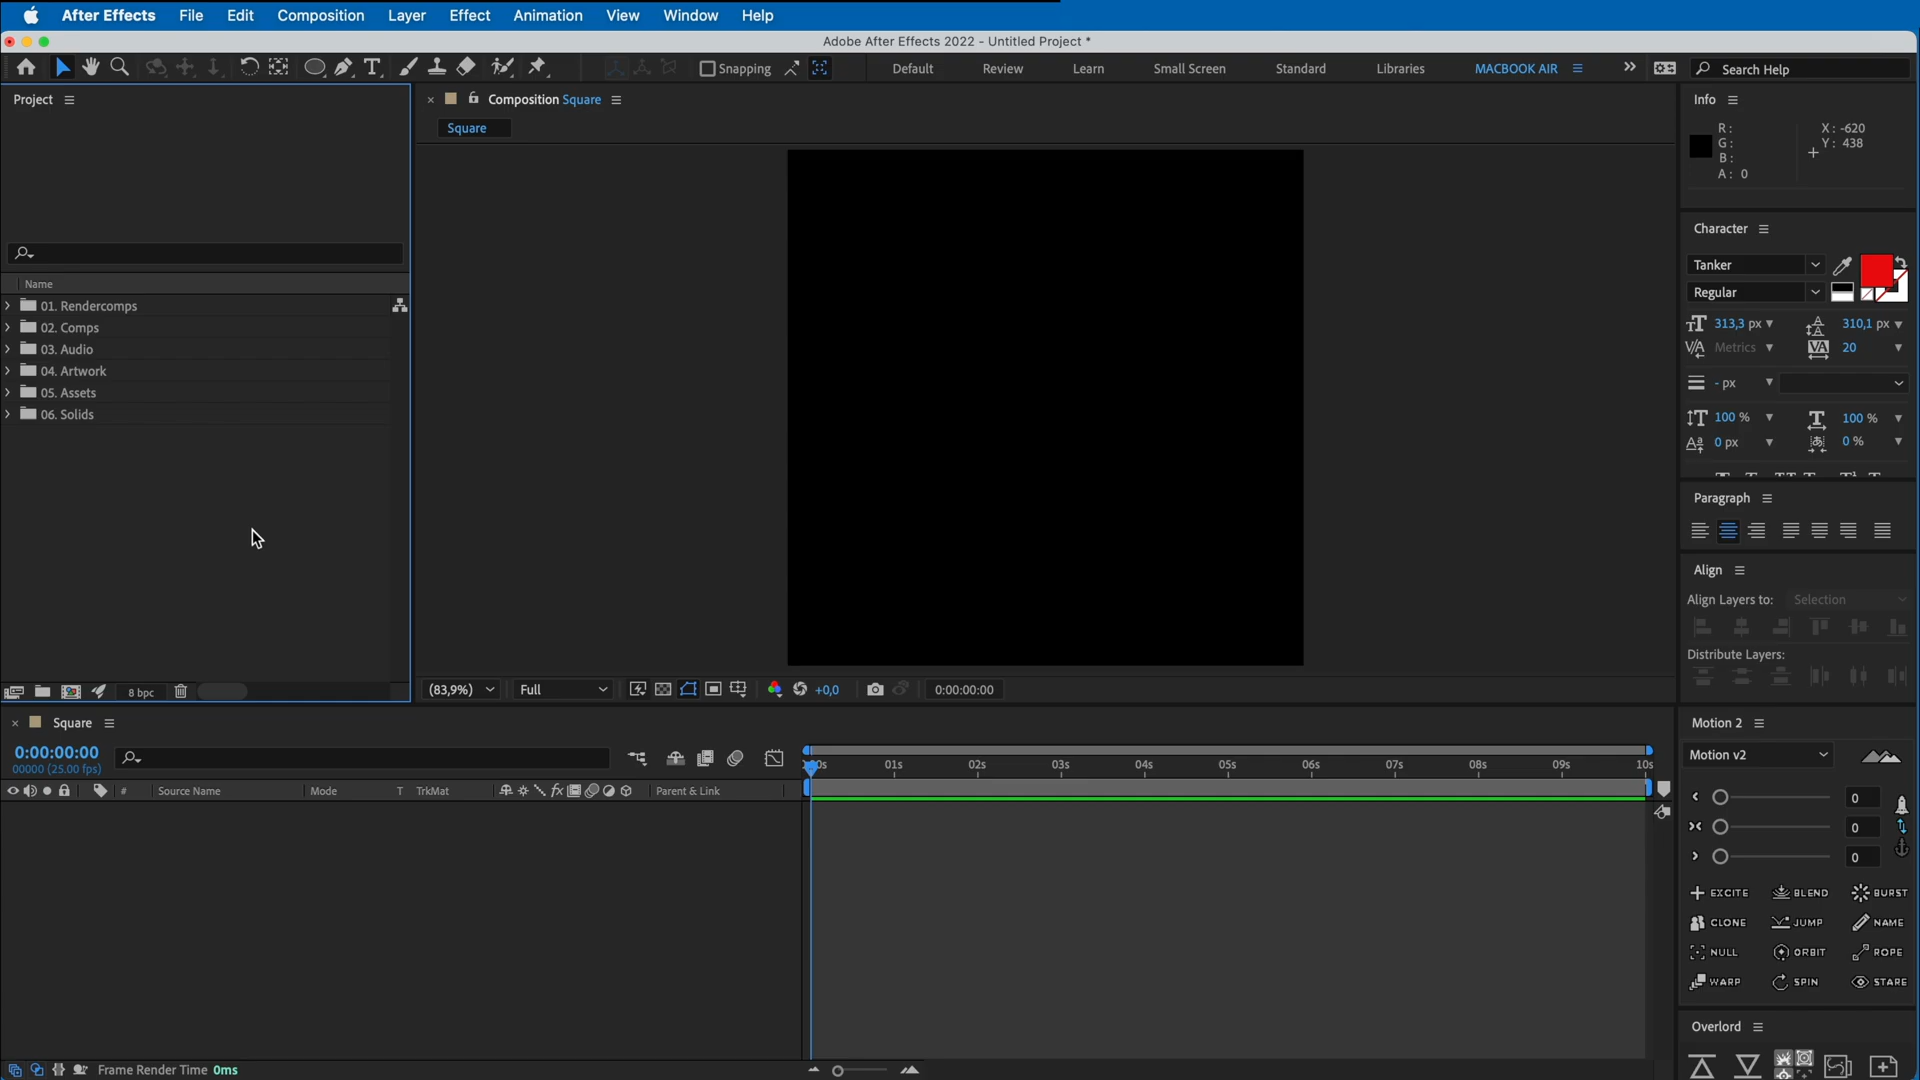 After Effects File Edit Composition Layer Effect Animation View Window Help
Adobe After Effects 2022 - Untitled Project *
Snapping Default Review Learn Small Screen Standard Libraries MACBOOK AIR Search Help
Project
Composition Square
Square
Info
R :
G :
B :
A : 0
X : -620
Y : 438
Name
01. Rendercomps
02. Comps
03. Audio
04. Artwork
05. Assets
06. Solids
Character
Tanker
Regular
313,3 px 310,1 px
Metrics 20
- px
100 % 100 %
0 px 0 %
Paragraph
Align
Align Layers to: Selection
Distribute Layers:
8 bpc
(83,9%) Full +0,0 0:00:00:00
Square
0:00:00:00
00000 (25.00 fps)
# Source Name Mode T TrkMat Parent & Link
01s 02s 03s 04s 05s 06s 07s 08s 09s 10s
Motion 2
Motion v2
0
0
0
EXCITE BLEND BURST
CLONE JUMP NAME
NULL ORBIT ROPE
WARP SPIN STARE
Overlord
Frame Render Time 0ms